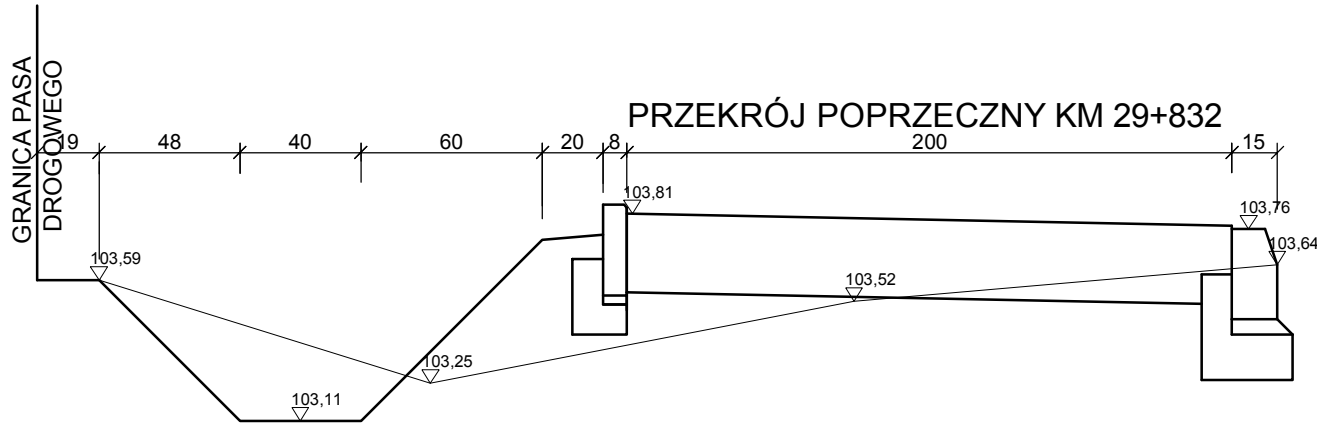 GRANICA PASA
DROGOWEGO
PRZEKRÓJ POPRZECZNY KM 29+832
19 48 40 60 20 8 200 15
103,81
103,76
103,64
103,59
103,52
103,25
103,11